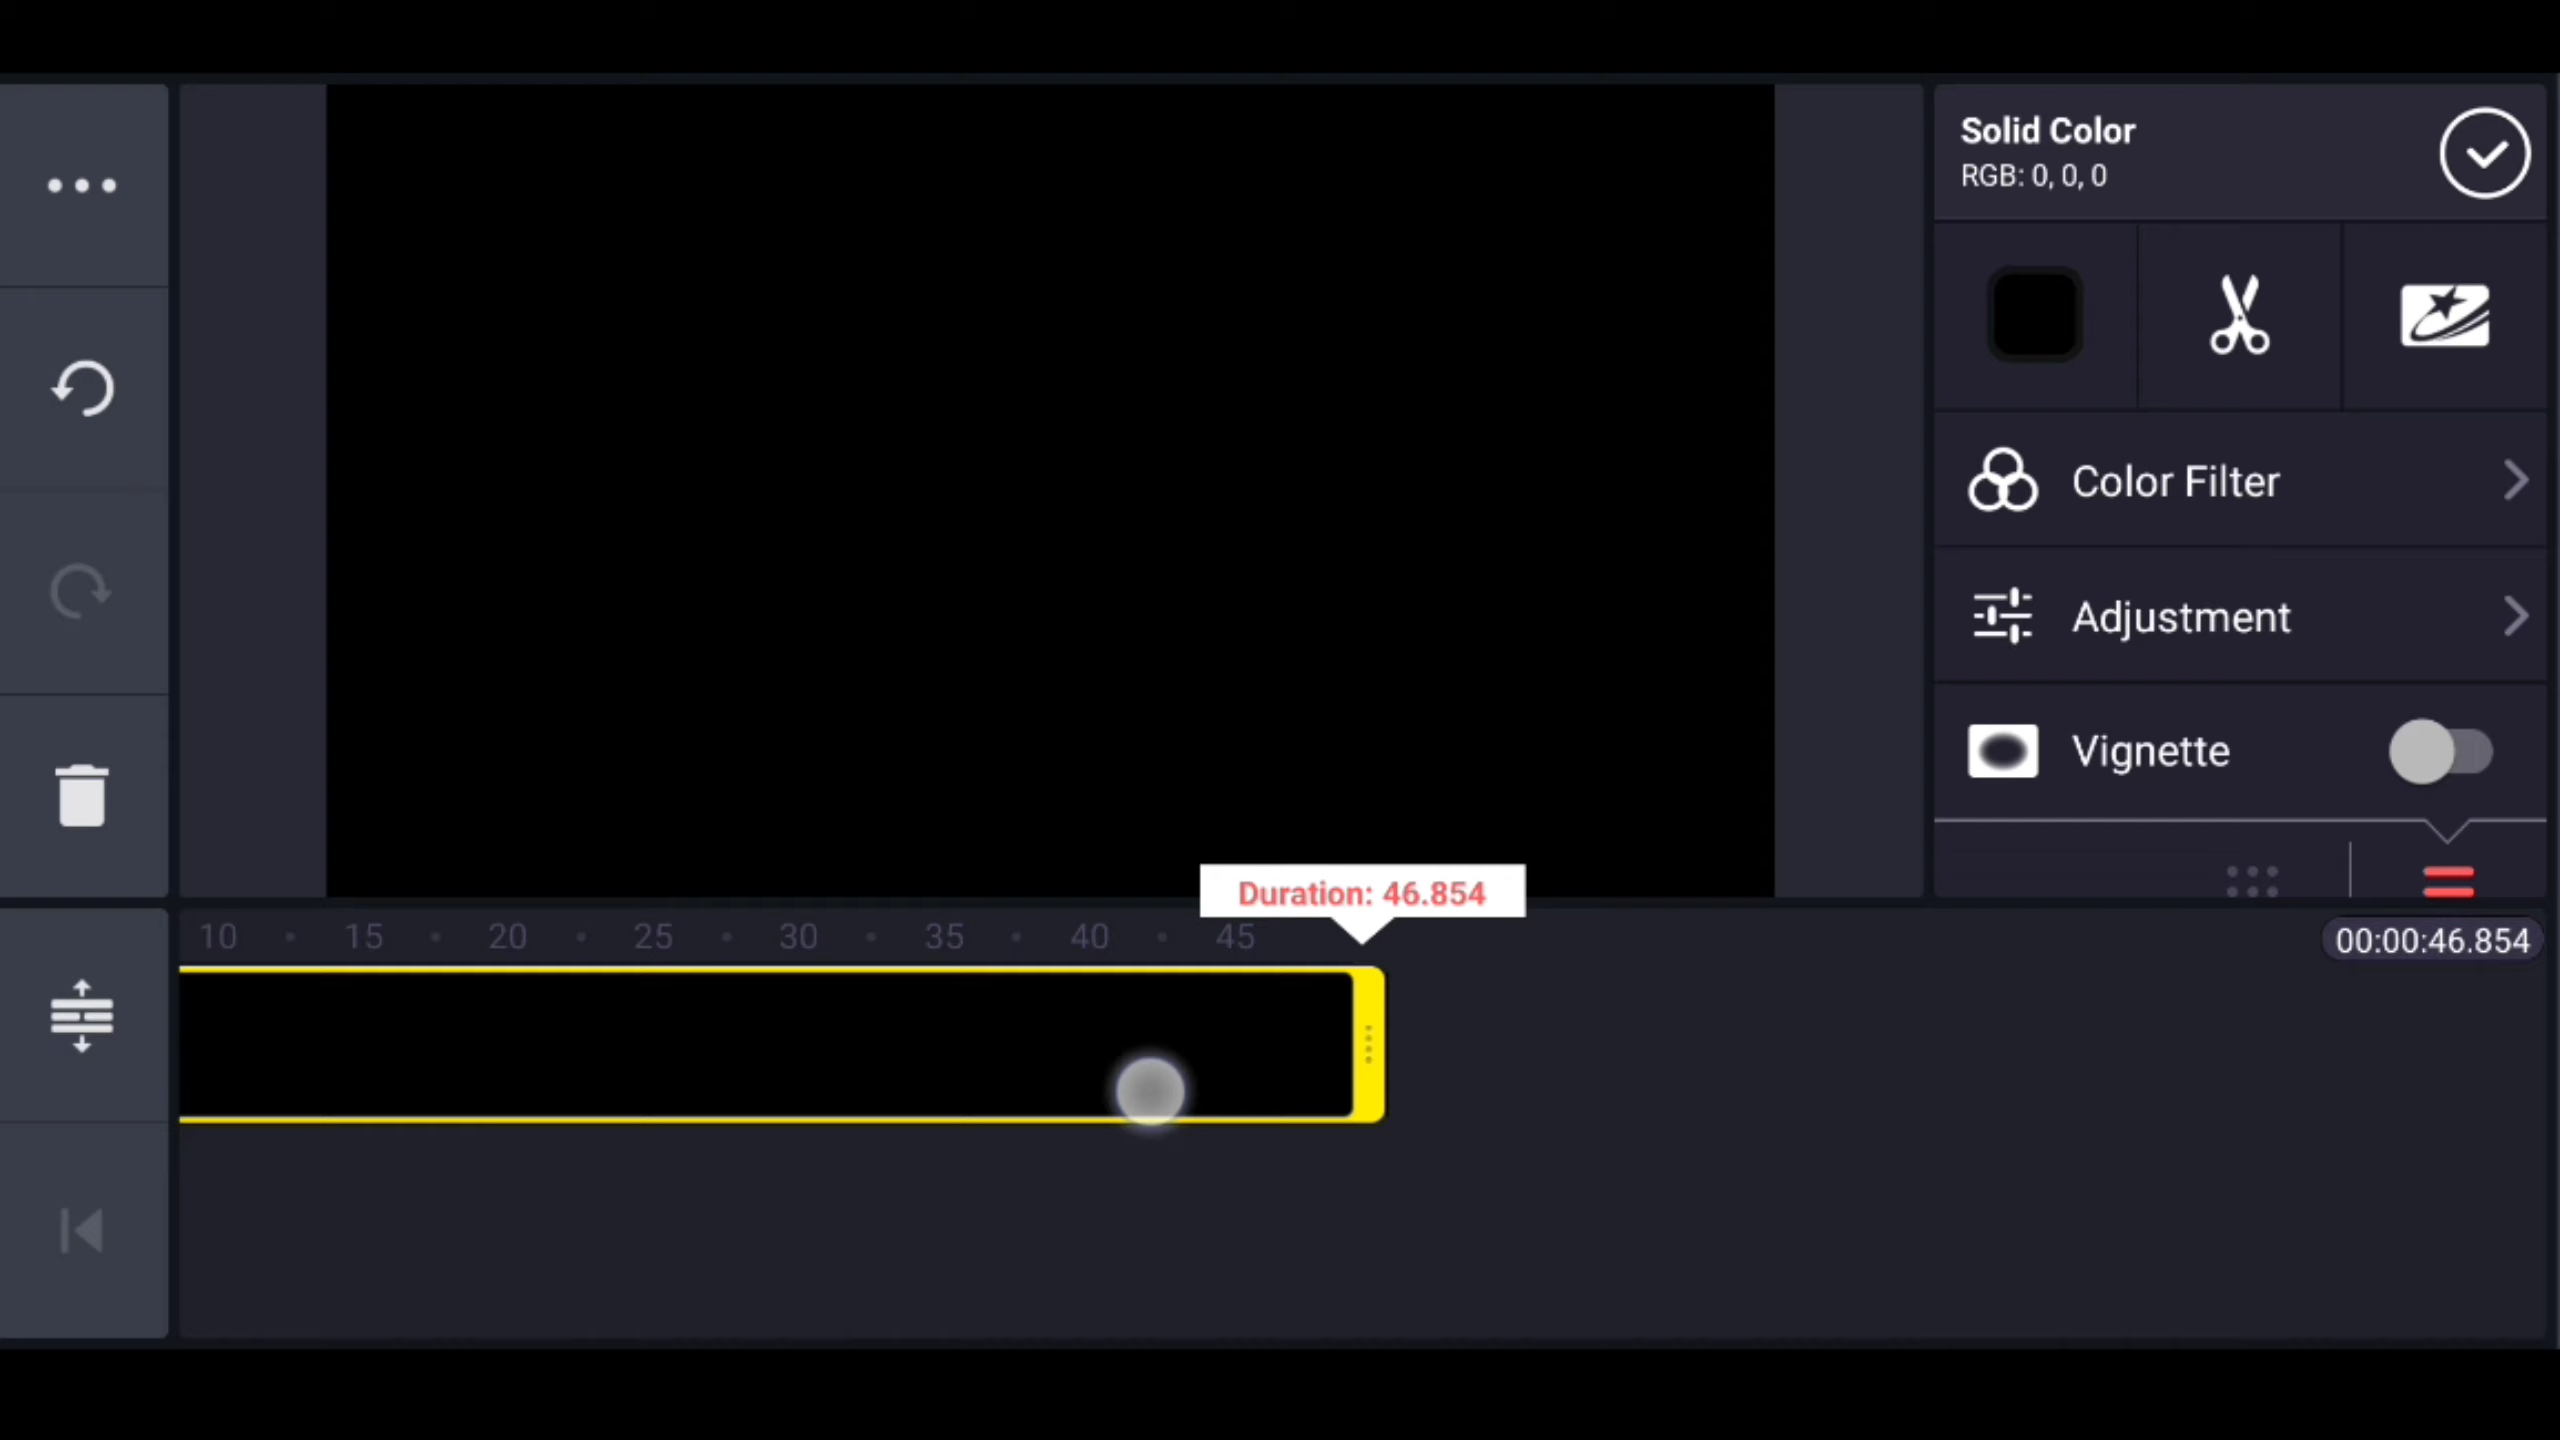 Solid Color
RGB: 0, 0, 0
Color Filter
Adjustment
Vignette
Duration: 46.854
10 15 20 25 30 35 40 45
00:00:46.854